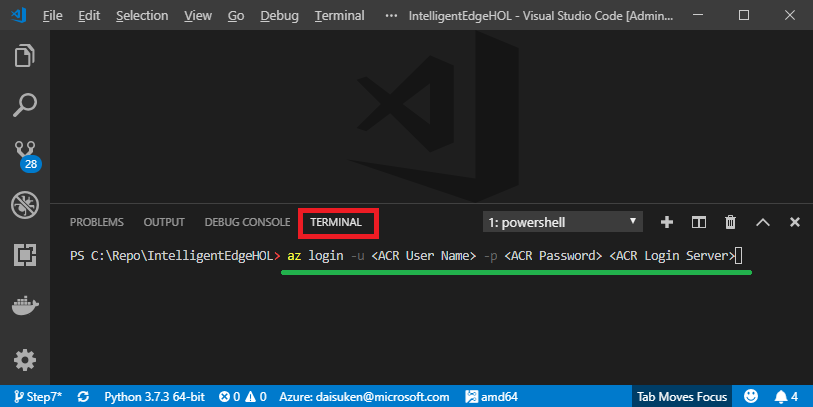 File Edit Selection View Go Debug Terminal ··· IntelligentEdgeHOL - Visual Studio Code [Admin...
28
PROBLEMS OUTPUT DEBUG CONSOLE TERMINAL 1: powershell
PS C:\Repo\IntelligentEdgeHOL> az login -u <ACR User Name> -p <ACR Password> <ACR Login Server>
Step7* Python 3.7.3 64-bit 0 0 Azure: daisuken@microsoft.com amd64 Tab Moves Focus 4